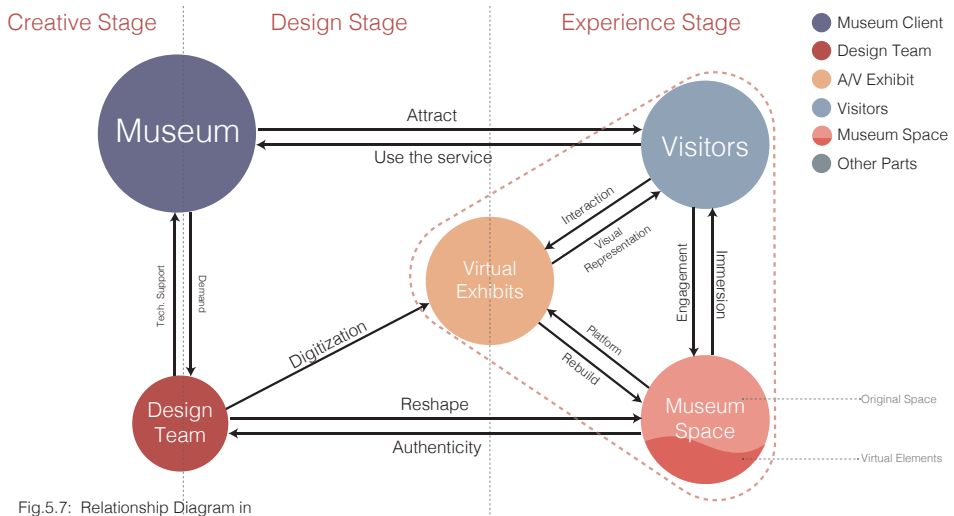 Creative Stage
Design Stage
Experience Stage
Museum Client
Design Team
A/V Exhibit
Visitors
Museum Space
Other Parts
Museum
Attract
Use the service
Visitors
Interaction
Visual
Representation
Virtual
Exhibits
Engagement
Immersion
Tech. Support
Demand
Digitization
Platform
Rebuild
Design
Team
Reshape
Authenticity
Museum
Space
Original Space
Virtual Elements
Fig.5.7: Relationship Diagram in